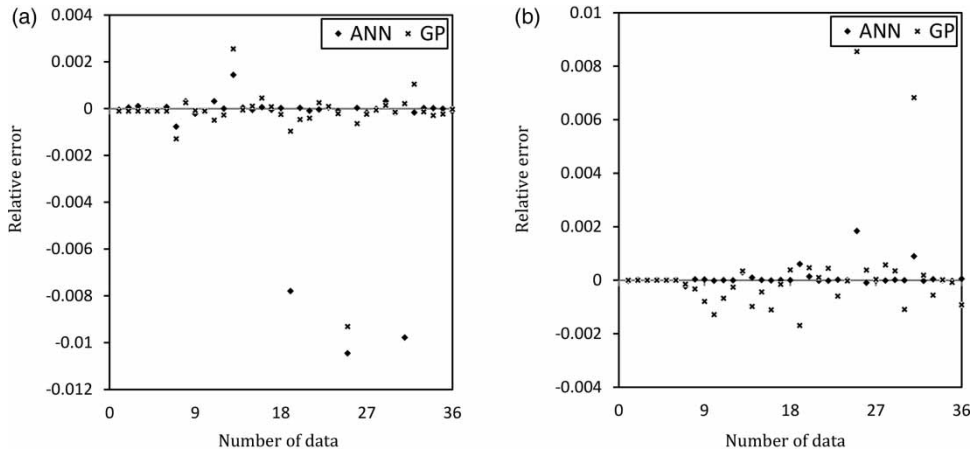 (a)
ANN GP
0.004
0.002
0
-0.002
-0.004
-0.006
-0.008
-0.01
-0.012
Relative error
0 9 18 27 36
Number of data
(b)
ANN GP
0.01
0.008
0.006
0.004
0.002
0
-0.002
-0.004
Relative error
0 9 18 27 36
Number of data